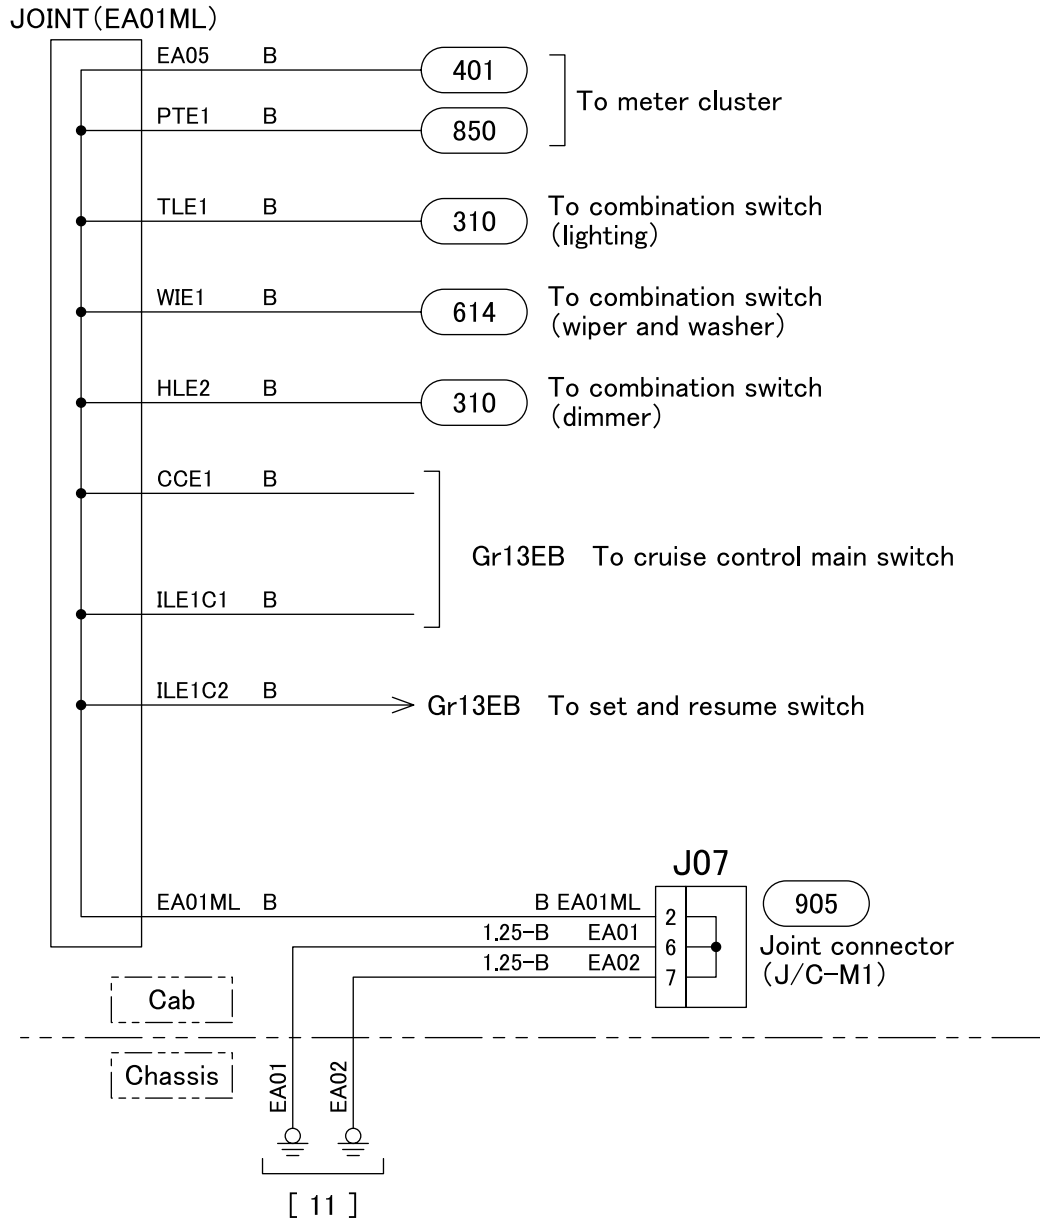 JOINT(EA01ML)
EA05 B 401
To meter cluster
PTE1 B 850
TLE1 B 310 To combination switch
(lighting)
WIE1 B 614 To combination switch
(wiper and washer)
HLE2 B 310 To combination switch
(dimmer)
CCE1 B
Gr13EB To cruise control main switch
ILE1C1 B
ILE1C2 B Gr13EB To set and resume switch
J07
EA01ML B B EA01ML 2 905
1.25-B EA01 6 Joint connector
1.25-B EA02 7 (J/C-M1)
Cab
Chassis
EA01
EA02
[ 11 ]